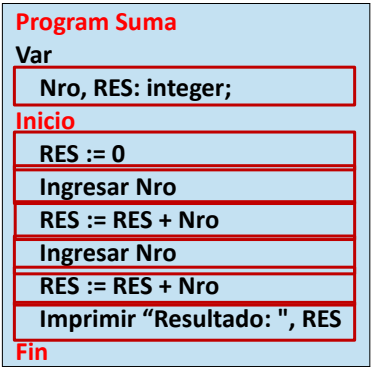 Program Suma
Var
Nro, RES: integer;
Inicio
RES := 0
Ingresar Nro
RES := RES + Nro
Ingresar Nro
RES := RES + Nro
Imprimir “Resultado: ", RES
Fin